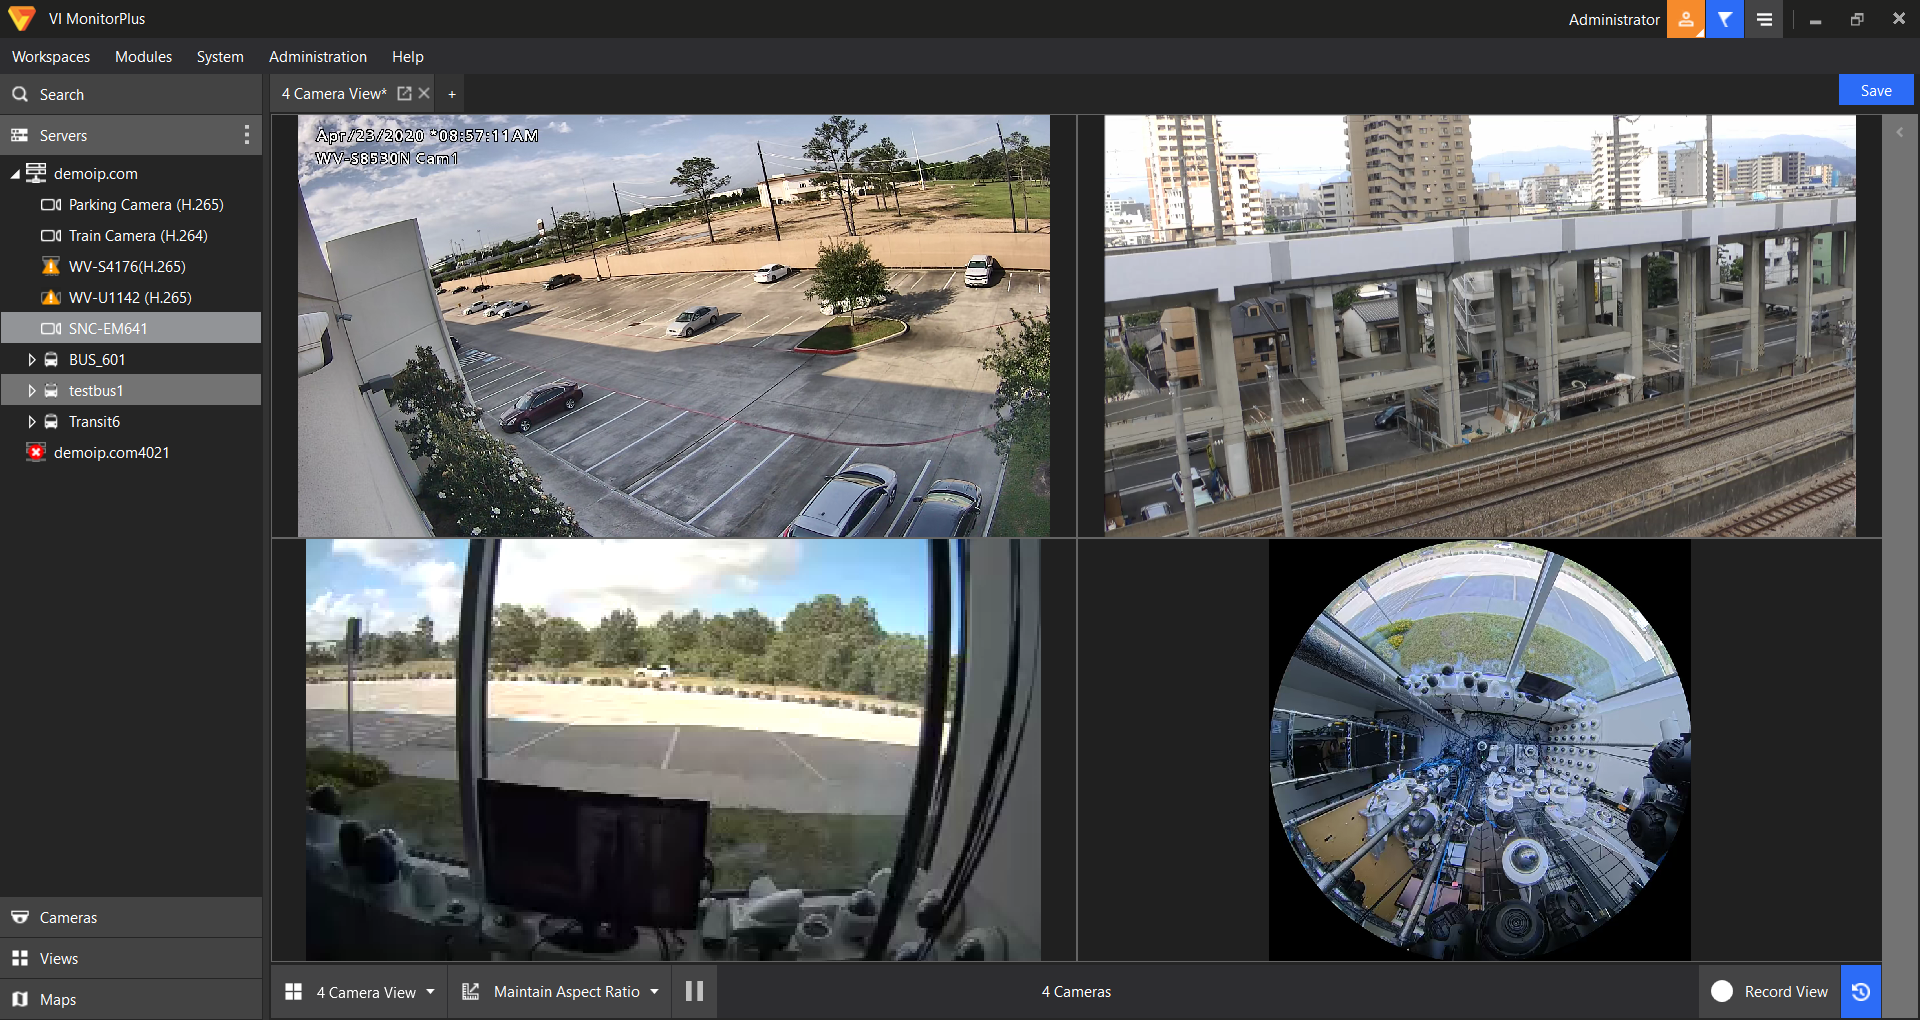 VI MonitorPlus
Administrator
Workspaces Modules System Administration Help
Search
4 Camera View* +
Save
Servers
demoip.com
Parking Camera (H.265)
Train Camera (H.264)
WV-S4176(H.265)
WV-U1142 (H.265)
SNC-EM641
BUS_601
testbus1
Transit6
demoip.com4021
Apr/23/2020 *08:57:11AM
WV-S8530N Cam1
Cameras
Views
Maps
4 Camera View
Maintain Aspect Ratio
4 Cameras
Record View